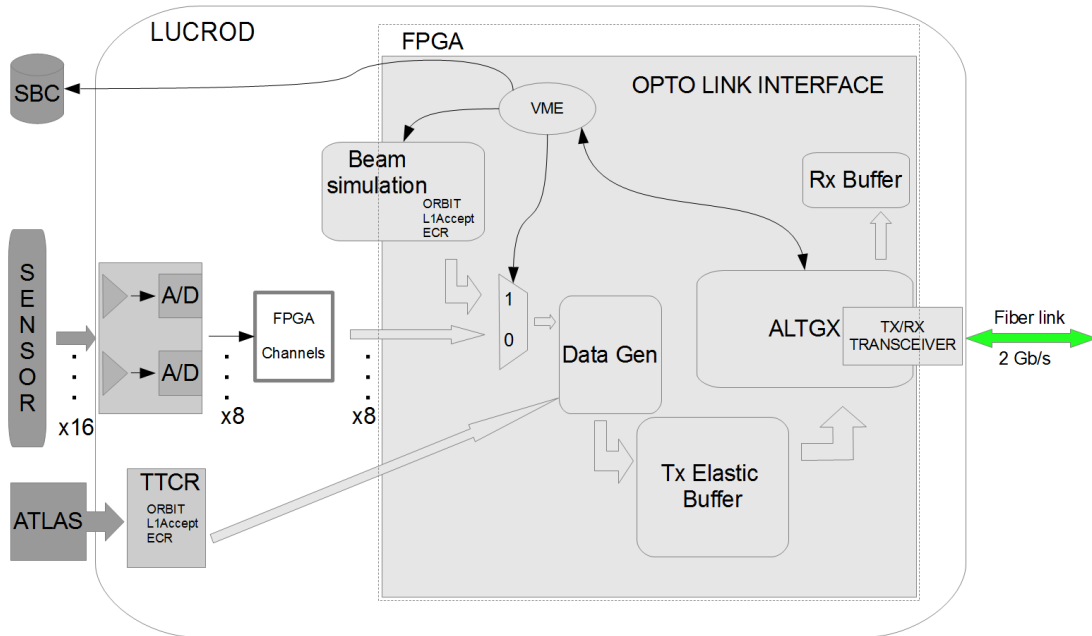 LUCROD
FPGA
SBC
OPTO LINK INTERFACE
VME
Beam
simulation
ORBIT
L1Accept
ECR
Rx Buffer
SENSOR
A/D
A/D
FPGA
Channels
1
0
Data Gen
ALTGX
TX/RX
TRANSCEIVER
Fiber link
2 Gb/s
x16
x8
x8
Tx Elastic
Buffer
ATLAS
TTCR
ORBIT
L1Accept
ECR